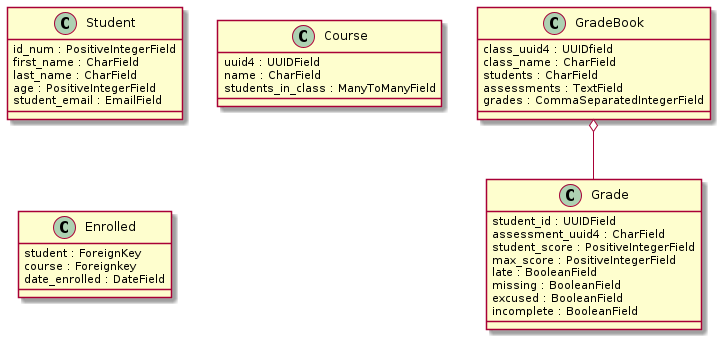 C Student
id_num : PositiveIntegerField
first_name : CharField
last_name : CharField
age : PositiveIntegerField
student_email : EmailField
C Course
uuid4 : UUIDField
name : CharField
students_in_class : ManyToManyField
C GradeBook
class_uuid4 : UUIDfield
class_name : CharField
students : CharField
assessments : TextField
grades : CommaSeparatedIntegerField
C Enrolled
student : ForeignKey
course : Foreignkey
date_enrolled : DateField
C Grade
student_id : UUIDField
assessment_uuid4 : CharField
student_score : PositiveIntegerField
max_score : PositiveIntegerField
late : BooleanField
missing : BooleanField
excused : BooleanField
incomplete : BooleanField